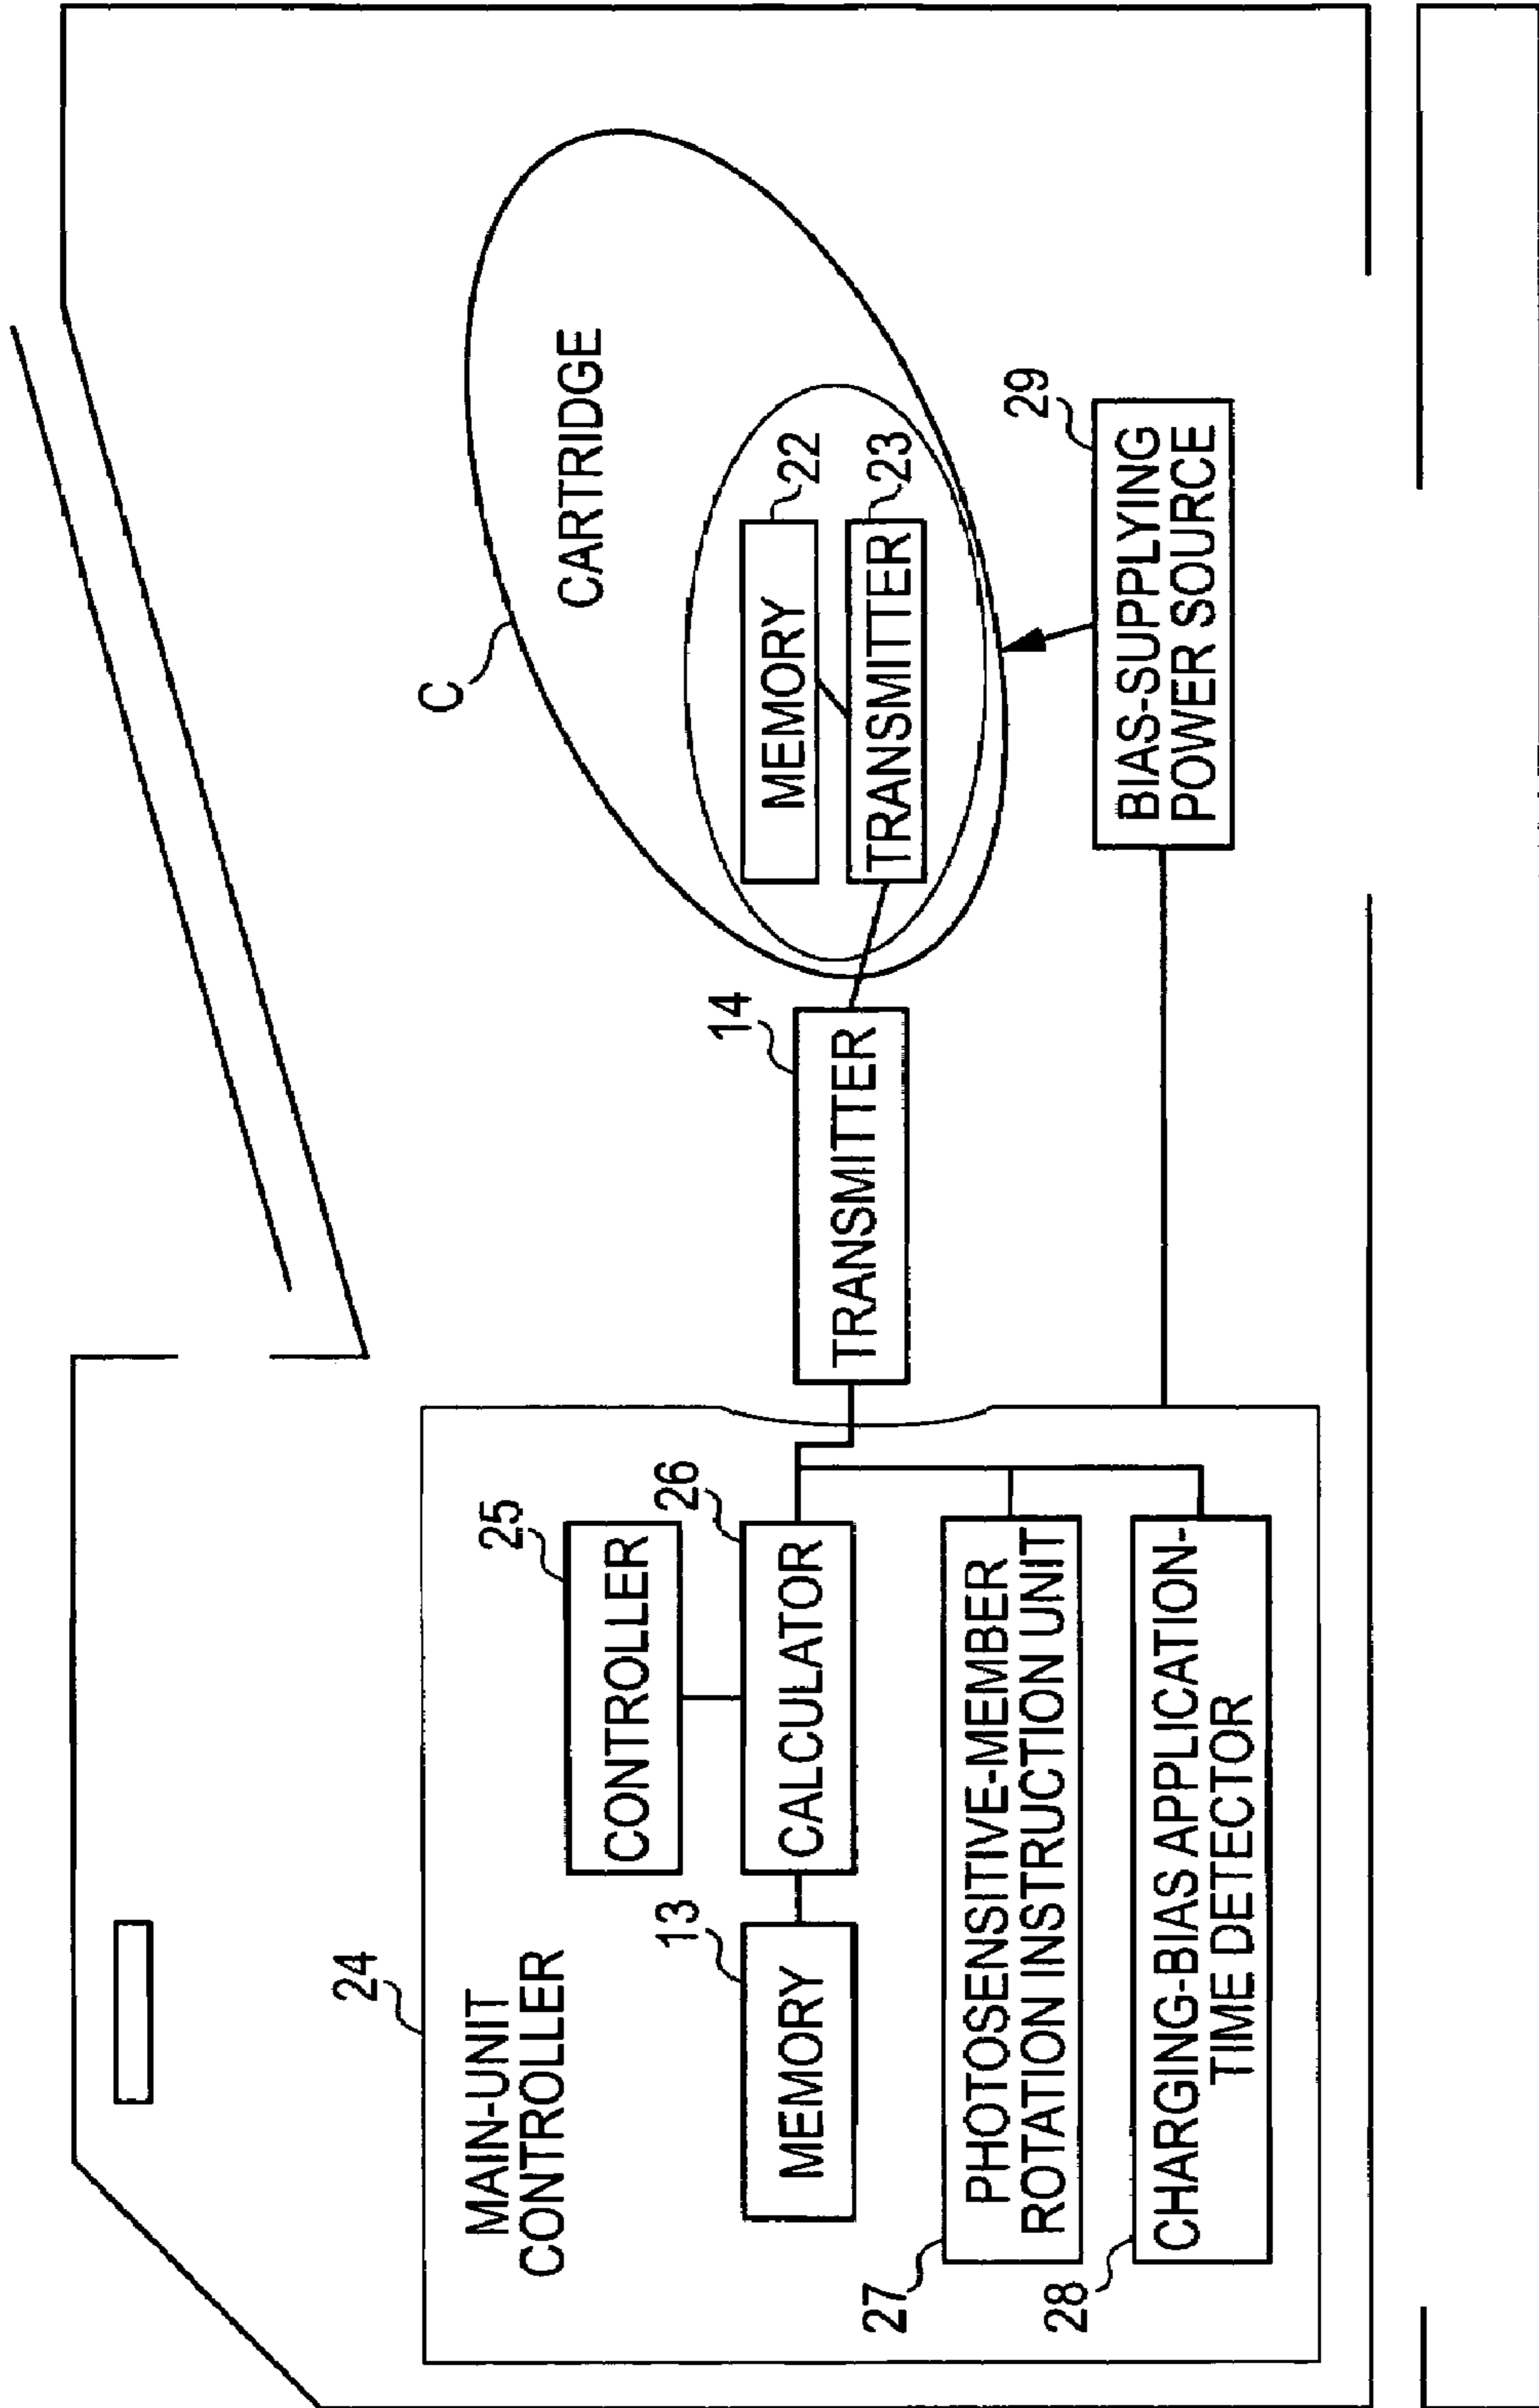 24
MAIN-UNIT
CONTROLLER
25
CONTROLLER
13
MEMORY
26
CALCULATOR
27
PHOTOSENSITIVE-MEMBER
ROTATION INSTRUCTION UNIT
28
CHARGING-BIAS APPLICATION-
TIME DETECTOR
14
TRANSMITTER
C
CARTRIDGE
MEMORY
22
TRANSMITTER
23
29
BIAS-SUPPLYING
POWER SOURCE